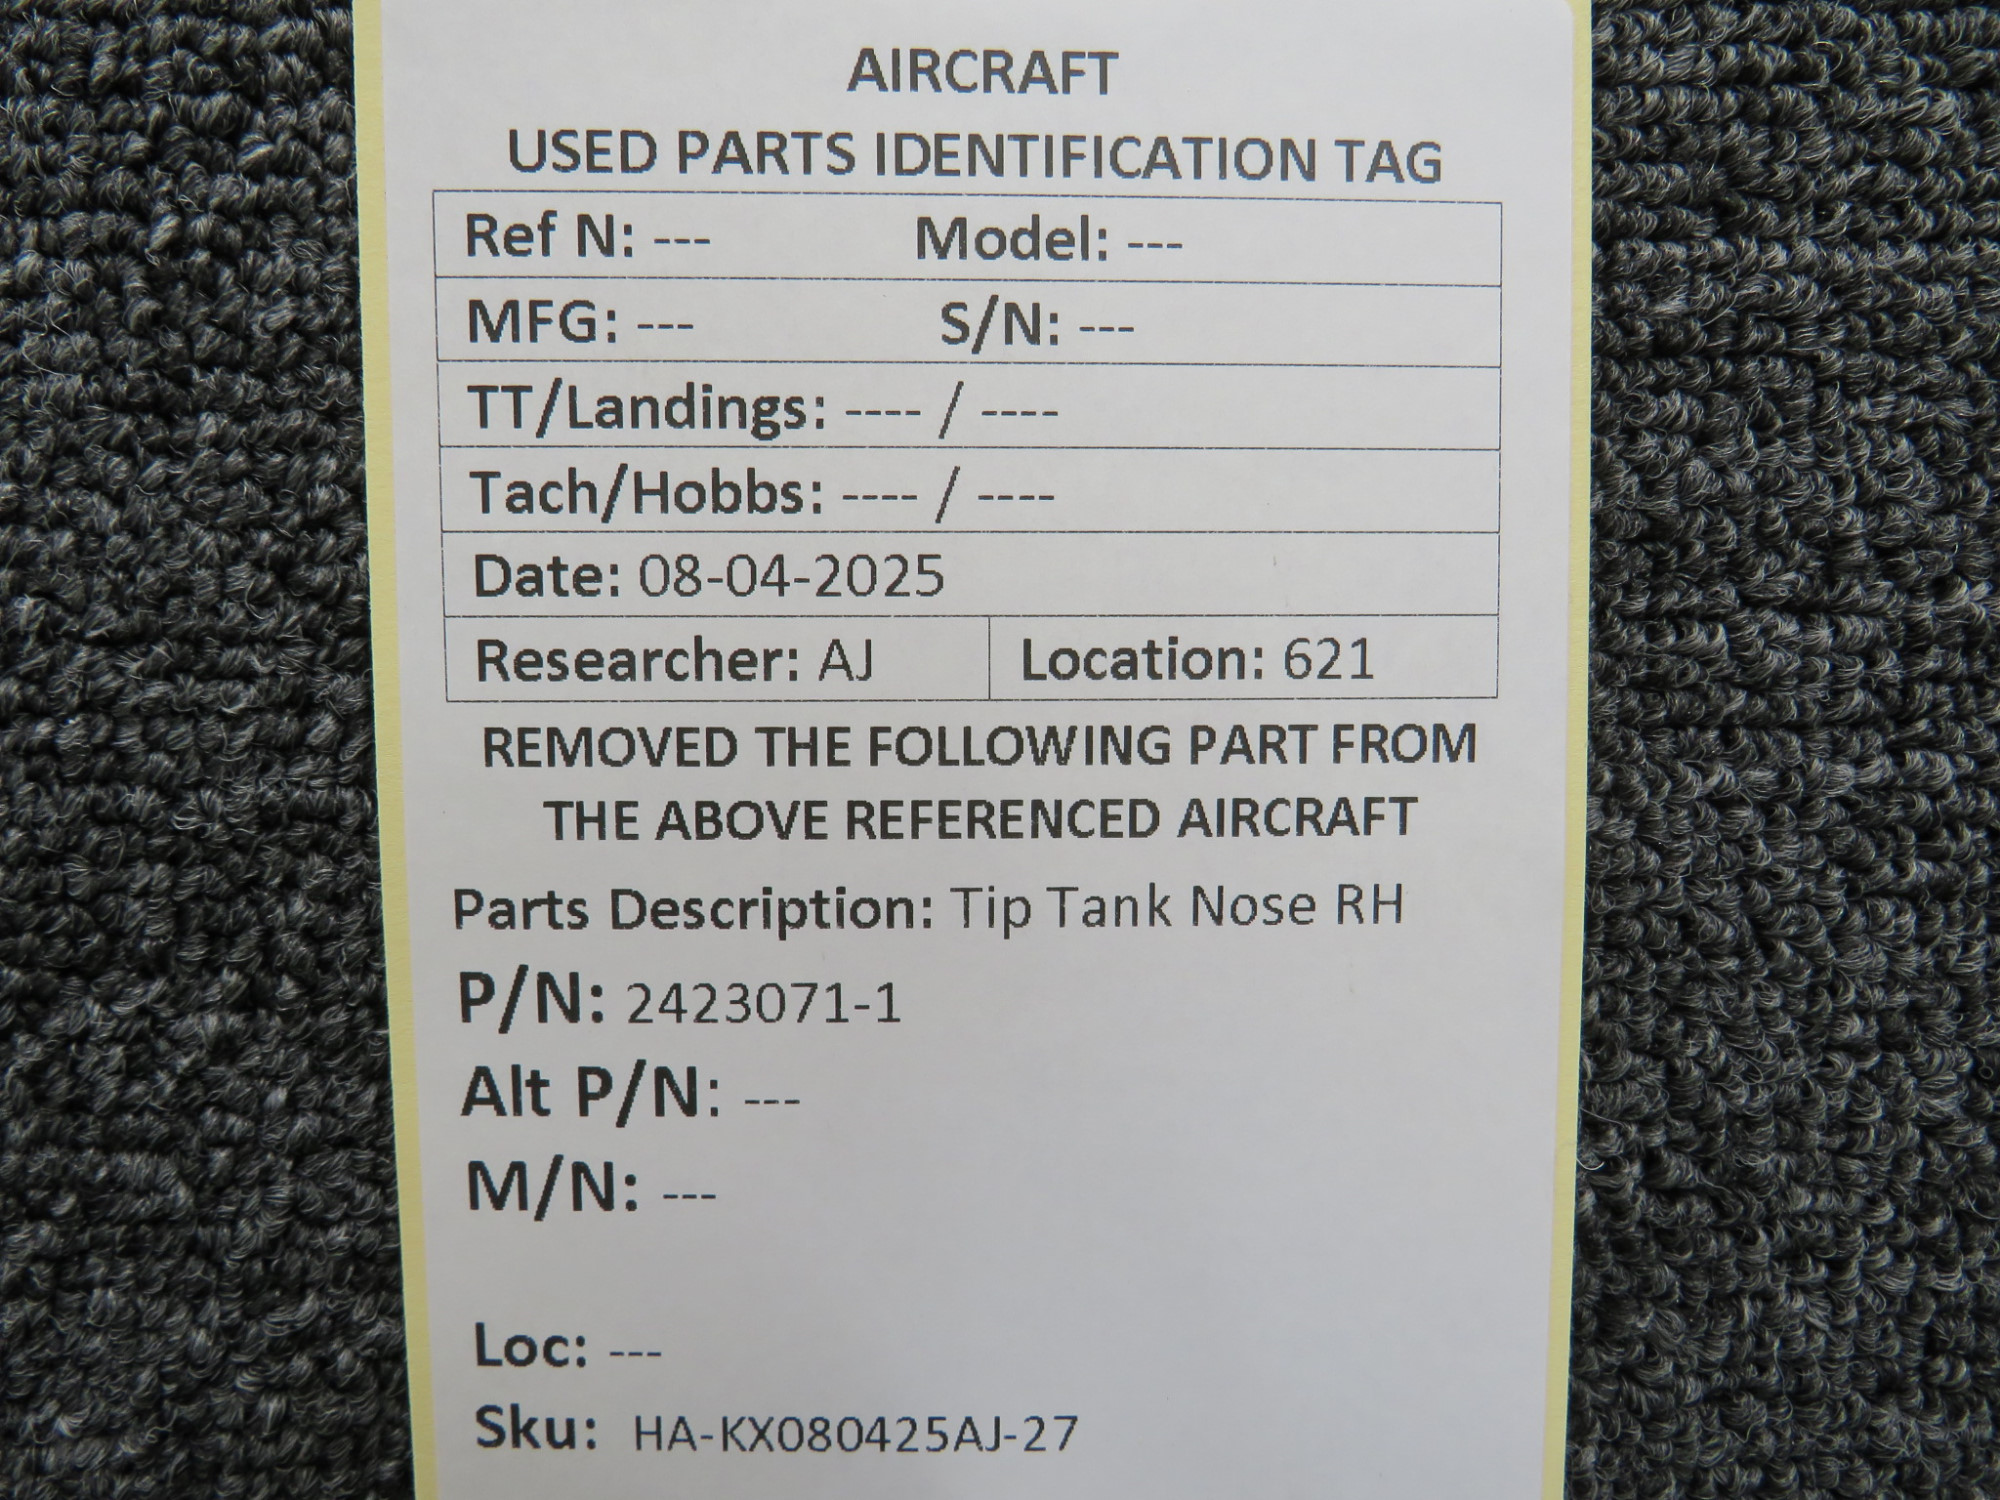 AIRCRAFT
USED PARTS IDENTIFICATION TAG
Ref N: --- Model: ---
MFG: --- S/N: ---
TT/Landings: ---- / ----
Tach/Hobbs: ---- / ----
Date: 08-04-2025
Researcher: AJ Location: 621
REMOVED THE FOLLOWING PART FROM
THE ABOVE REFERENCED AIRCRAFT
Parts Description: Tip Tank Nose RH
P/N: 2423071-1
Alt P/N: ---
M/N: ---
Loc: ---
Sku: HA-KX080425AJ-27